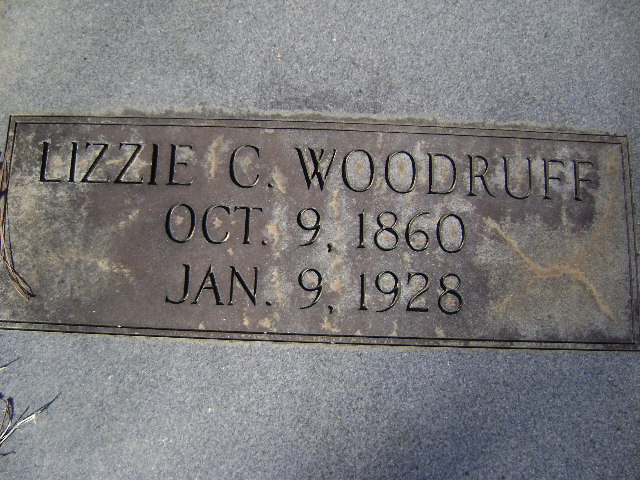 LIZZIE C. WOODRUFF
OCT. 9, 1860
JAN. 9, 1928